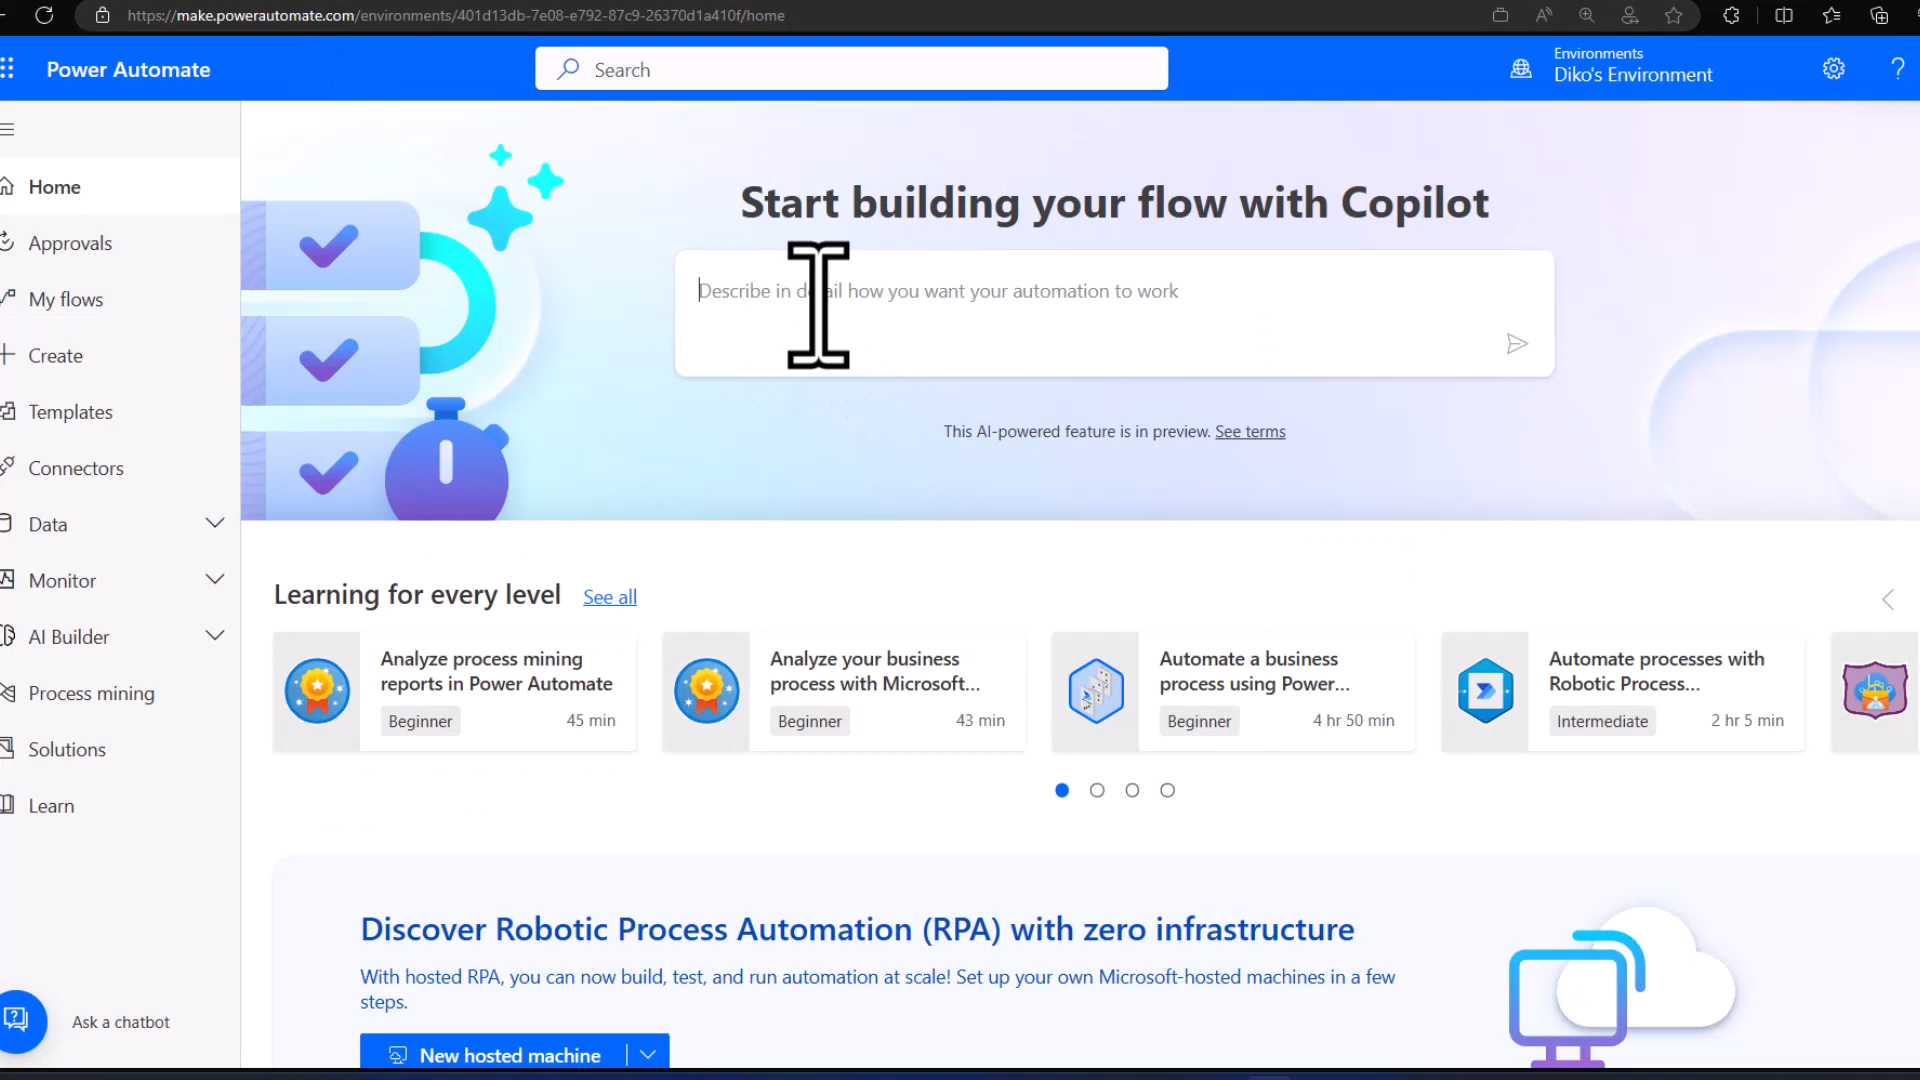 https://make.powerautomate.com/environments/401d13db-7e08-e792-87c9-26370d1a410f/home
Power Automate
Search
Environments
Diko's Environment
Home
Approvals
My flows
Create
Templates
Connectors
Data
Monitor
AI Builder
Process mining
Solutions
Learn
Ask a chatbot
Start building your flow with Copilot
Describe in detail how you want your automation to work
This AI-powered feature is in preview. See terms
Learning for every level See all
Analyze process mining
reports in Power Automate
Beginner 45 min
Analyze your business
process with Microsoft...
Beginner 43 min
Automate a business
process using Power...
Beginner 4 hr 50 min
Automate processes with
Robotic Process...
Intermediate 2 hr 5 min
Discover Robotic Process Automation (RPA) with zero infrastructure
With hosted RPA, you can now build, test, and run automation at scale! Set up your own Microsoft-hosted machines in a few
steps.
New hosted machine